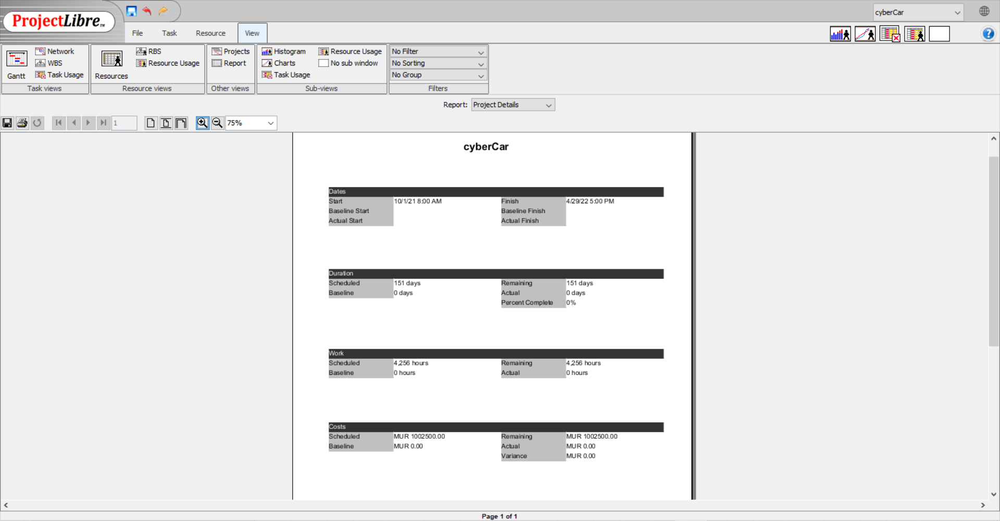 cyberCar
ProjectLibre™
File Task Resource View
Gantt
Network
WBS
Task Usage
Task views
Resources
RBS
Resource Usage
Resource views
Projects
Report
Other views
Histogram
Charts
Task Usage
Resource Usage
No sub window
Sub-views
No Filter
No Sorting
No Group
Filters
Report: Project Details
1
75%
cyberCar
Dates
Start 10/1/21 8:00 AM Finish 4/29/22 5:00 PM
Baseline Start Baseline Finish
Actual Start Actual Finish
Duration
Scheduled 151 days Remaining 151 days
Baseline 0 days Actual 0 days
Percent Complete 0%
Work
Scheduled 4,256 hours Remaining 4,256 hours
Baseline 0 hours Actual 0 hours
Costs
Scheduled MUR 1002500.00 Remaining MUR 1002500.00
Baseline MUR 0.00 Actual MUR 0.00
Variance MUR 0.00
Page 1 of 1